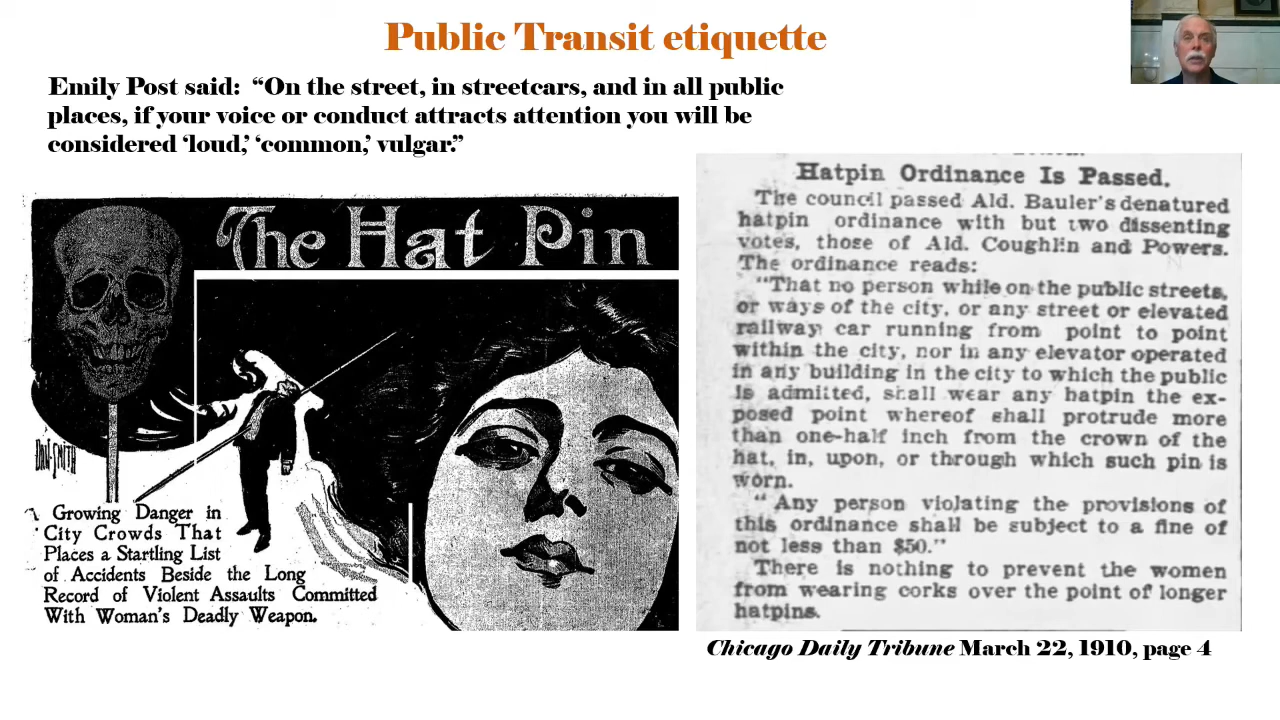 Public Transit etiquette
Emily Post said:  “On the street, in streetcars, and in all public
places, if your voice or conduct attracts attention you will be
considered ‘loud,’ ‘common,’ vulgar.”
The Hat Pin
DAN SMITH
Growing Danger in
City Crowds That
Places a Startling List
of Accidents Beside the Long
Record of Violent Assaults Committed
With Woman's Deadly Weapon.
Hatpin Ordinance Is Passed.
The council passed Ald. Bauler's denatured
hatpin ordinance with but two dissenting
votes, those of Ald. Coughlin and Powers.
The ordinance reads:
"That no person while on the public streets,
or ways of the city, or any street or elevated
railway car running from point to point
within the city, nor in any elevator operated
in any building in the city to which the public
is admitted, shall wear any hatpin the ex-
posed point whereof shall protrude more
than one-half inch from the crown of the
hat, in, upon, or through which such pin is
worn.
"Any person violating the provisions of
this ordinance shall be subject to a fine of
not less than $50."
There is nothing to prevent the women
from wearing corks over the point of longer
hatpins.
Chicago Daily Tribune March 22, 1910, page 4